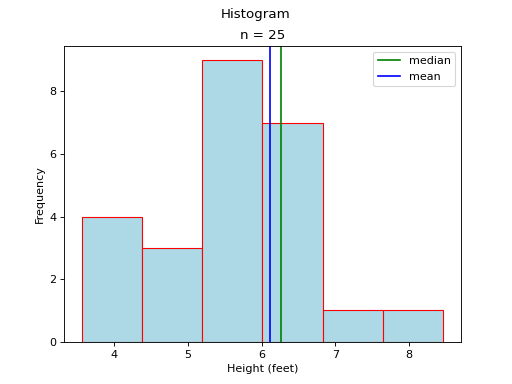 Histogram
n = 25
median
mean
8
6
4
2
0
Frequency
4 5 6 7 8
Height (feet)